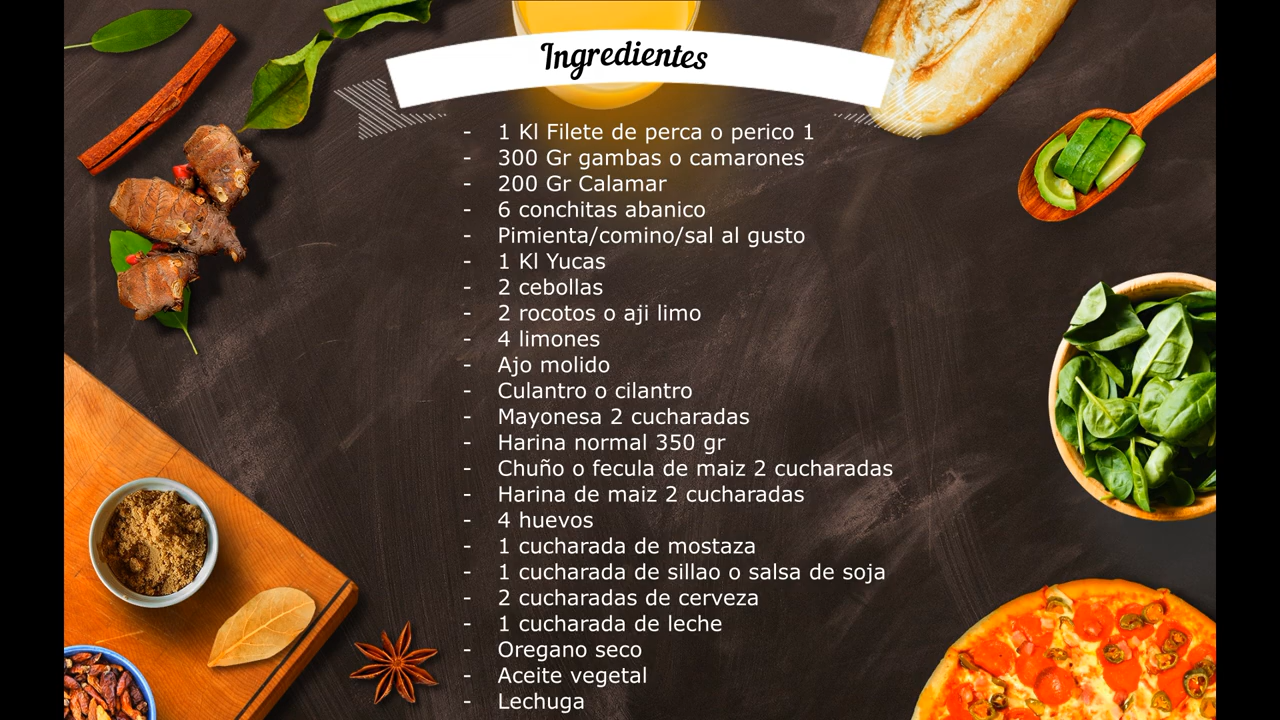 Ingredientes
- 1 Kl Filete de perca o perico 1
- 300 Gr gambas o camarones
- 200 Gr Calamar
- 6 conchitas abanico
- Pimienta/comino/sal al gusto
- 1 Kl Yucas
- 2 cebollas
- 2 rocotos o aji limo
- 4 limones
- Ajo molido
- Culantro o cilantro
- Mayonesa 2 cucharadas
- Harina normal 350 gr
- Chuño o fecula de maiz 2 cucharadas
- Harina de maiz 2 cucharadas
- 4 huevos
- 1 cucharada de mostaza
- 1 cucharada de sillao o salsa de soja
- 2 cucharadas de cerveza
- 1 cucharada de leche
- Oregano seco
- Aceite vegetal
- Lechuga